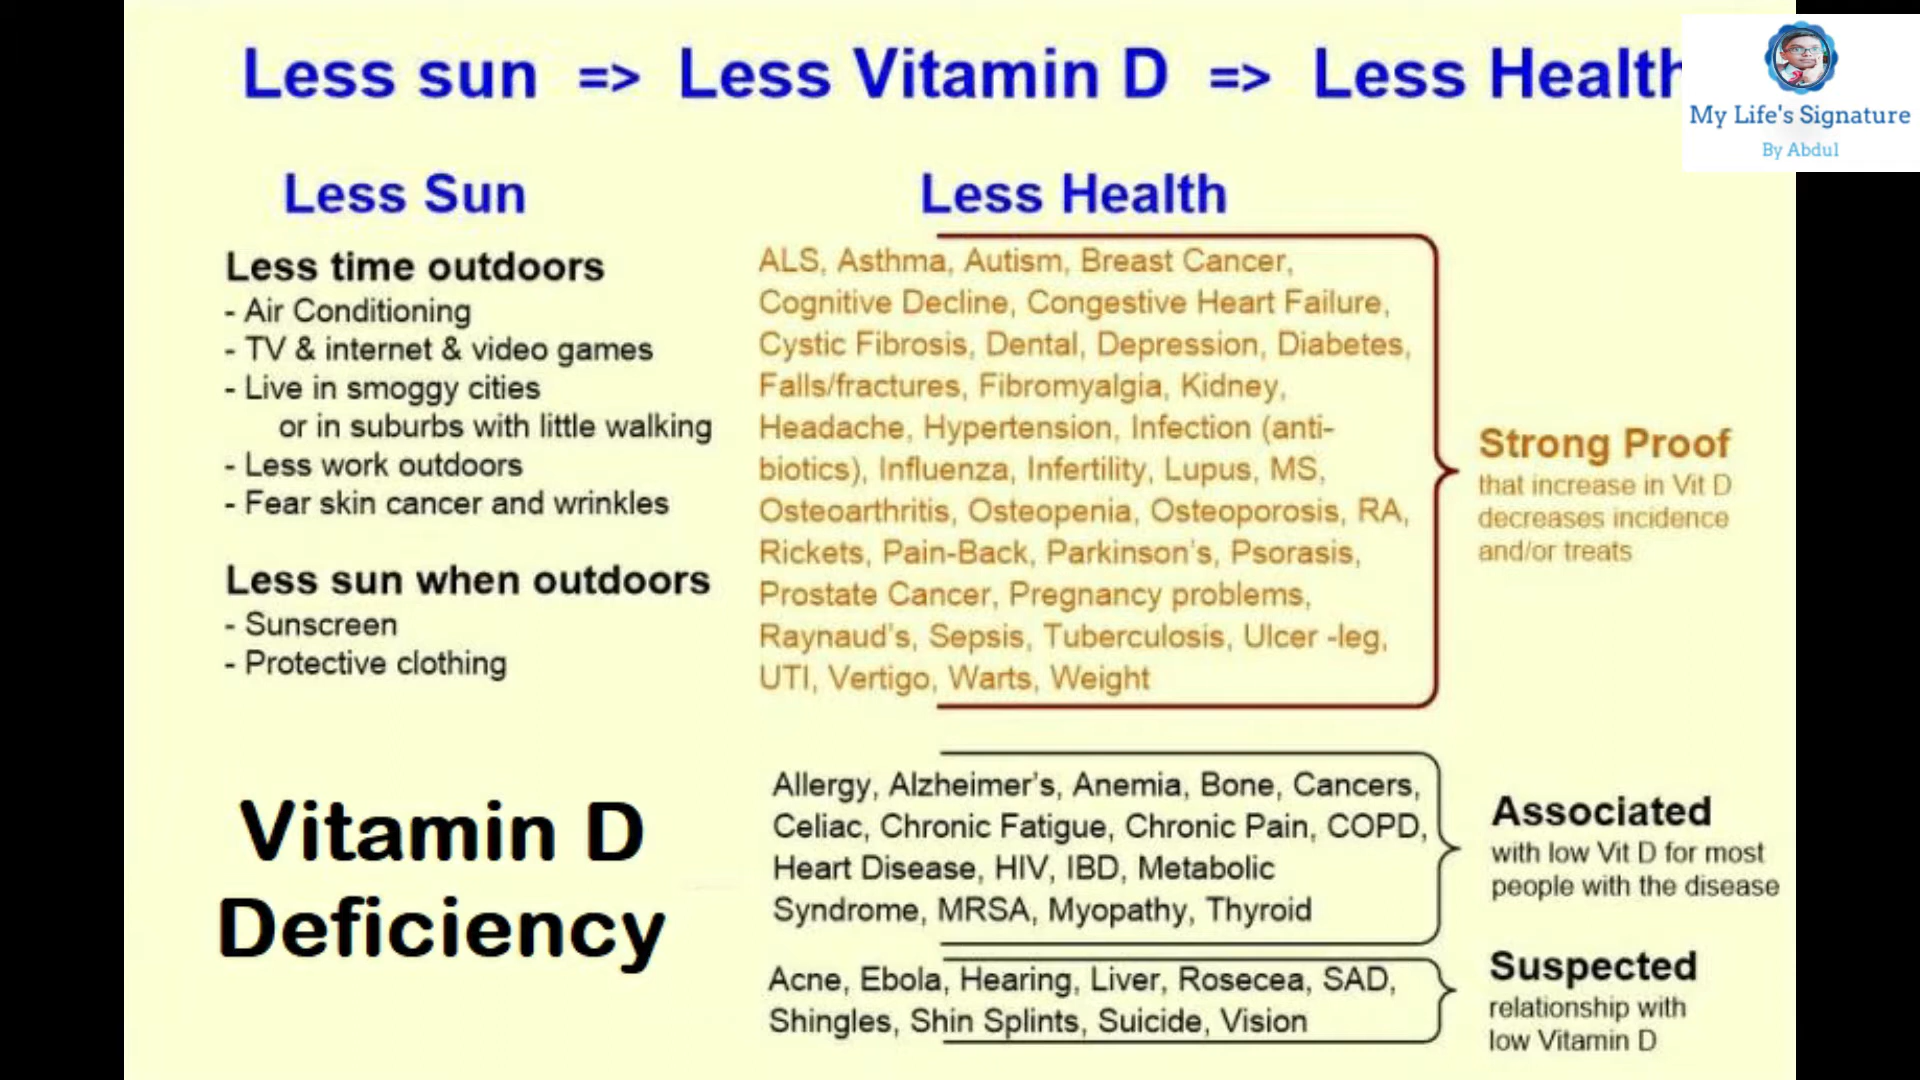 Less sun => Less Vitamin D => Less Health
My Life's Signature
By Abdul
Less Sun
Less time outdoors
- Air Conditioning
- TV & internet & video games
- Live in smoggy cities
or in suburbs with little walking
- Less work outdoors
- Fear skin cancer and wrinkles
Less sun when outdoors
- Sunscreen
- Protective clothing
Vitamin D
Deficiency
Less Health
ALS, Asthma, Autism, Breast Cancer,
Cognitive Decline, Congestive Heart Failure,
Cystic Fibrosis, Dental, Depression, Diabetes,
Falls/fractures, Fibromyalgia, Kidney,
Headache, Hypertension, Infection (anti-
biotics), Influenza, Infertility, Lupus, MS,
Osteoarthritis, Osteopenia, Osteoporosis, RA,
Rickets, Pain-Back, Parkinson's, Psorasis,
Prostate Cancer, Pregnancy problems,
Raynaud's, Sepsis, Tuberculosis, Ulcer -leg,
UTI, Vertigo, Warts, Weight
Strong Proof
that increase in Vit D
decreases incidence
and/or treats
Allergy, Alzheimer's, Anemia, Bone, Cancers,
Celiac, Chronic Fatigue, Chronic Pain, COPD,
Heart Disease, HIV, IBD, Metabolic
Syndrome, MRSA, Myopathy, Thyroid
Associated
with low Vit D for most
people with the disease
Acne, Ebola, Hearing, Liver, Rosecea, SAD,
Shingles, Shin Splints, Suicide, Vision
Suspected
relationship with
low Vitamin D